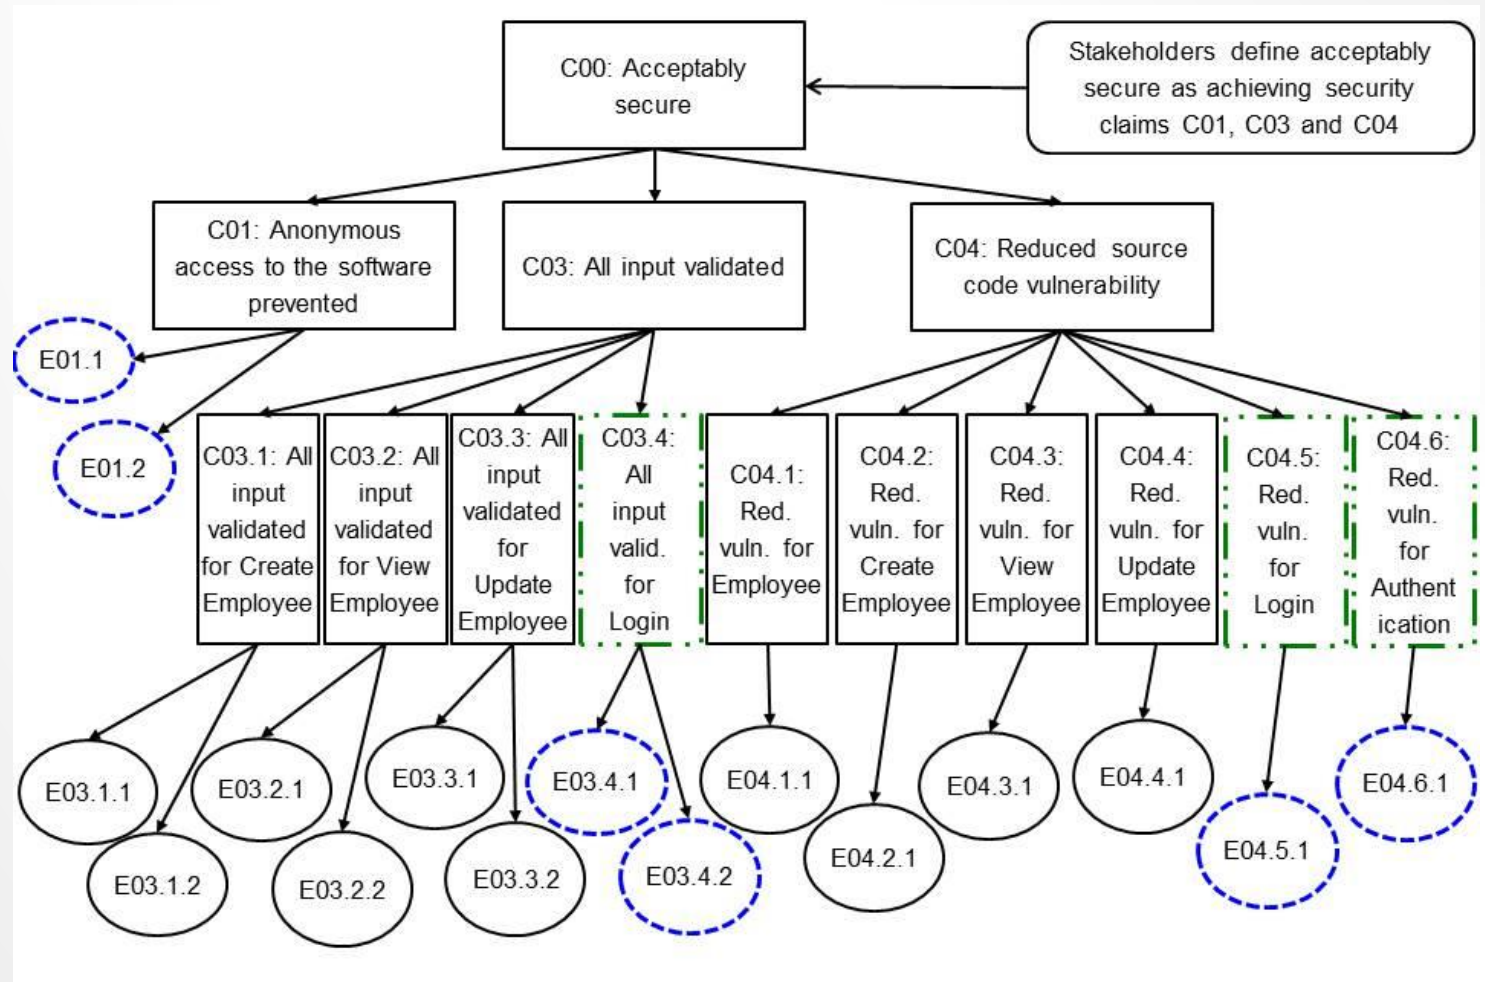 C00: Acceptably
secure
Stakeholders define acceptably
secure as achieving security
claims C01, C03 and C04
C01: Anonymous
access to the software
prevented
C03: All input validated
C04: Reduced source
code vulnerability
E01.1
E01.2
C03.1: All
input
validated
for Create
Employee
C03.2: All
input
validated
for View
Employee
C03.3: All
input
validated
for
Update
Employee
C03.4:
All
input
valid.
for
Login
C04.1:
Red.
vuln. for
Employee
C04.2:
Red.
vuln. for
Create
Employee
C04.3:
Red.
vuln. for
View
Employee
C04.4:
Red.
vuln. for
Update
Employee
C04.5:
Red.
vuln.
for
Login
C04.6:
Red.
vuln.
for
Authent
ication
E03.1.1
E03.1.2
E03.2.1
E03.2.2
E03.3.1
E03.3.2
E03.4.1
E03.4.2
E04.1.1
E04.2.1
E04.3.1
E04.4.1
E04.5.1
E04.6.1